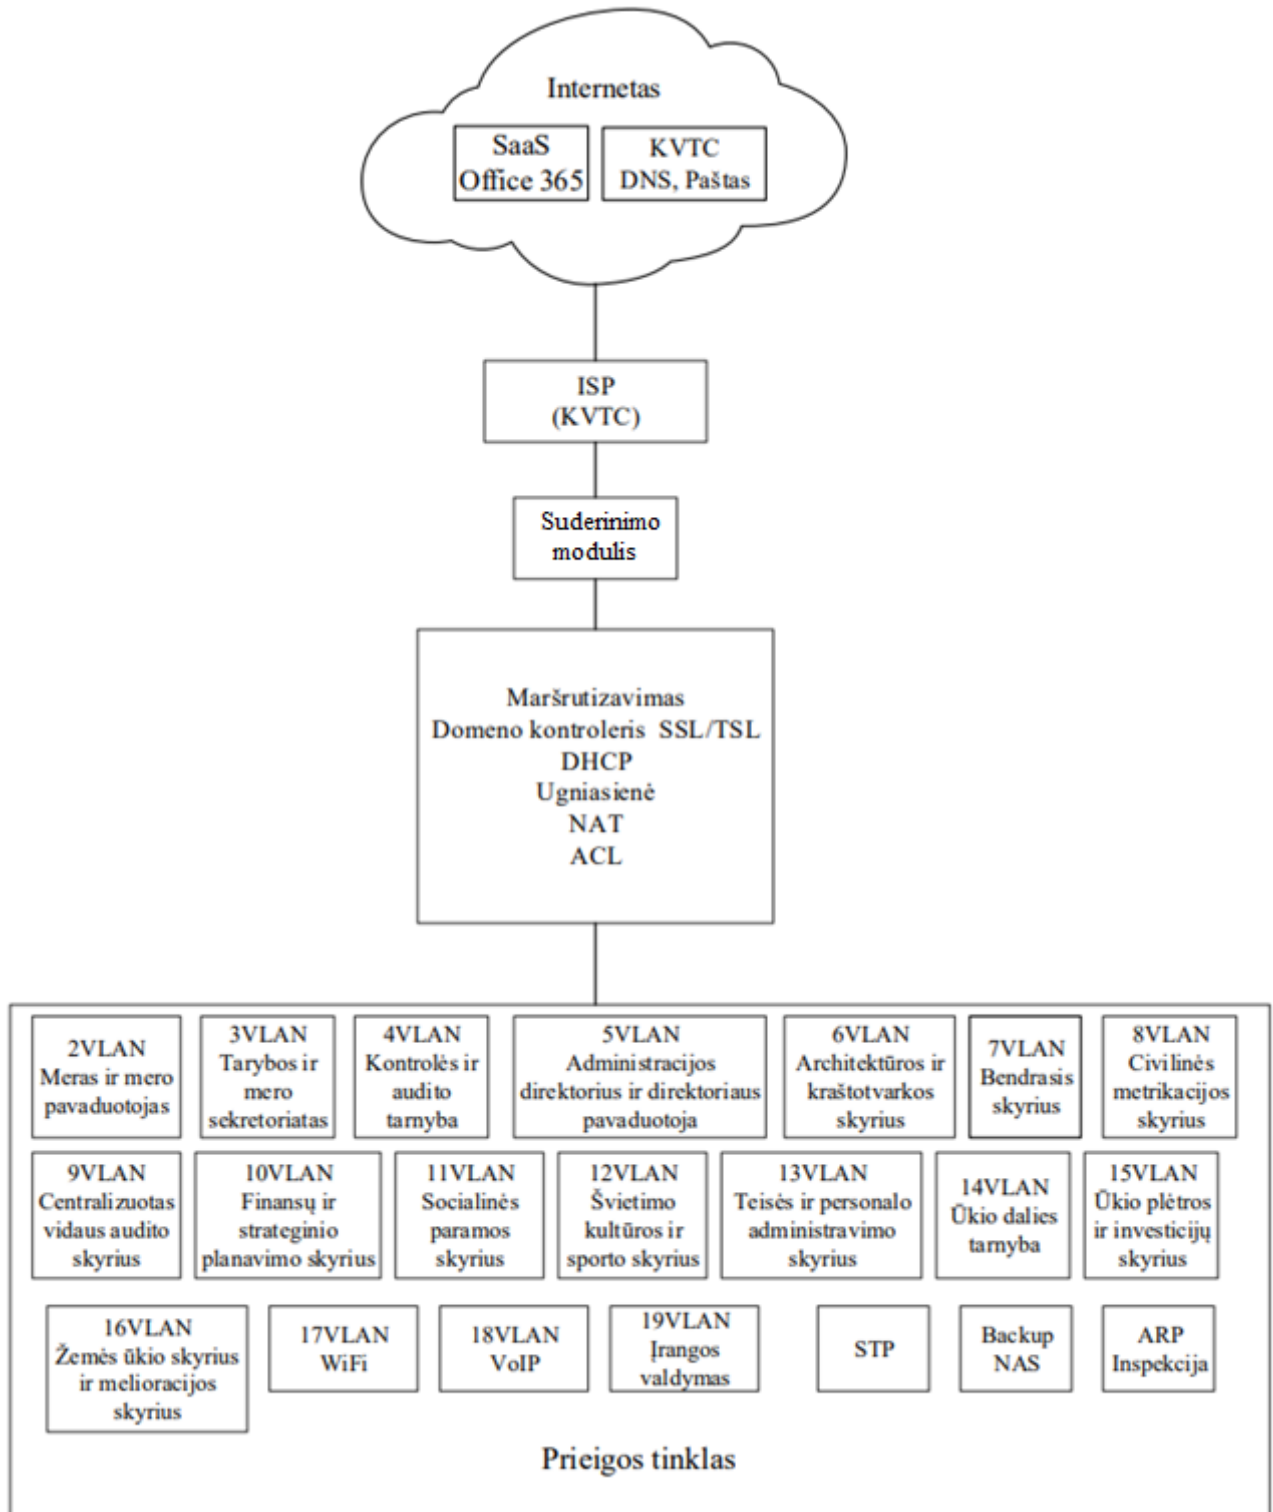 Internetas
SaaS
Office 365
KVTC
DNS, Paštas
ISP
(KVTC)
Suderinimo
modulis
Maršrutizavimas
Domeno kontroleris SSL/TSL
DHCP
Ugniasienė
NAT
ACL
2VLAN
Meras ir mero
pavaduotojas
3VLAN
Tarybos ir
mero
sekretoriatas
4VLAN
Kontrolės ir
audito
tarnyba
5VLAN
Administracijos
direktorius ir direktoriaus
pavaduotoja
6VLAN
Architektūros ir
kraštotvarkos
skyrius
7VLAN
Bendrasis
skyrius
8VLAN
Civilinės
metrikacijos
skyrius
9VLAN
Centralizuotas
vidaus audito
skyrius
10VLAN
Finansų ir
strateginio
planavimo skyrius
11VLAN
Socialinės
paramos
skyrius
12VLAN
Švietimo
kultūros ir
sporto skyrius
13VLAN
Teisės ir personalo
administravimo
skyrius
14VLAN
Ūkio dalies
tarnyba
15VLAN
Ūkio plėtros
ir investicijų
skyrius
16VLAN
Žemės ūkio skyrius
ir melioracijos
skyrius
17VLAN
WiFi
18VLAN
VoIP
19VLAN
Įrangos
valdymas
STP
Backup
NAS
ARP
Inspekcija
Prieigos tinklas